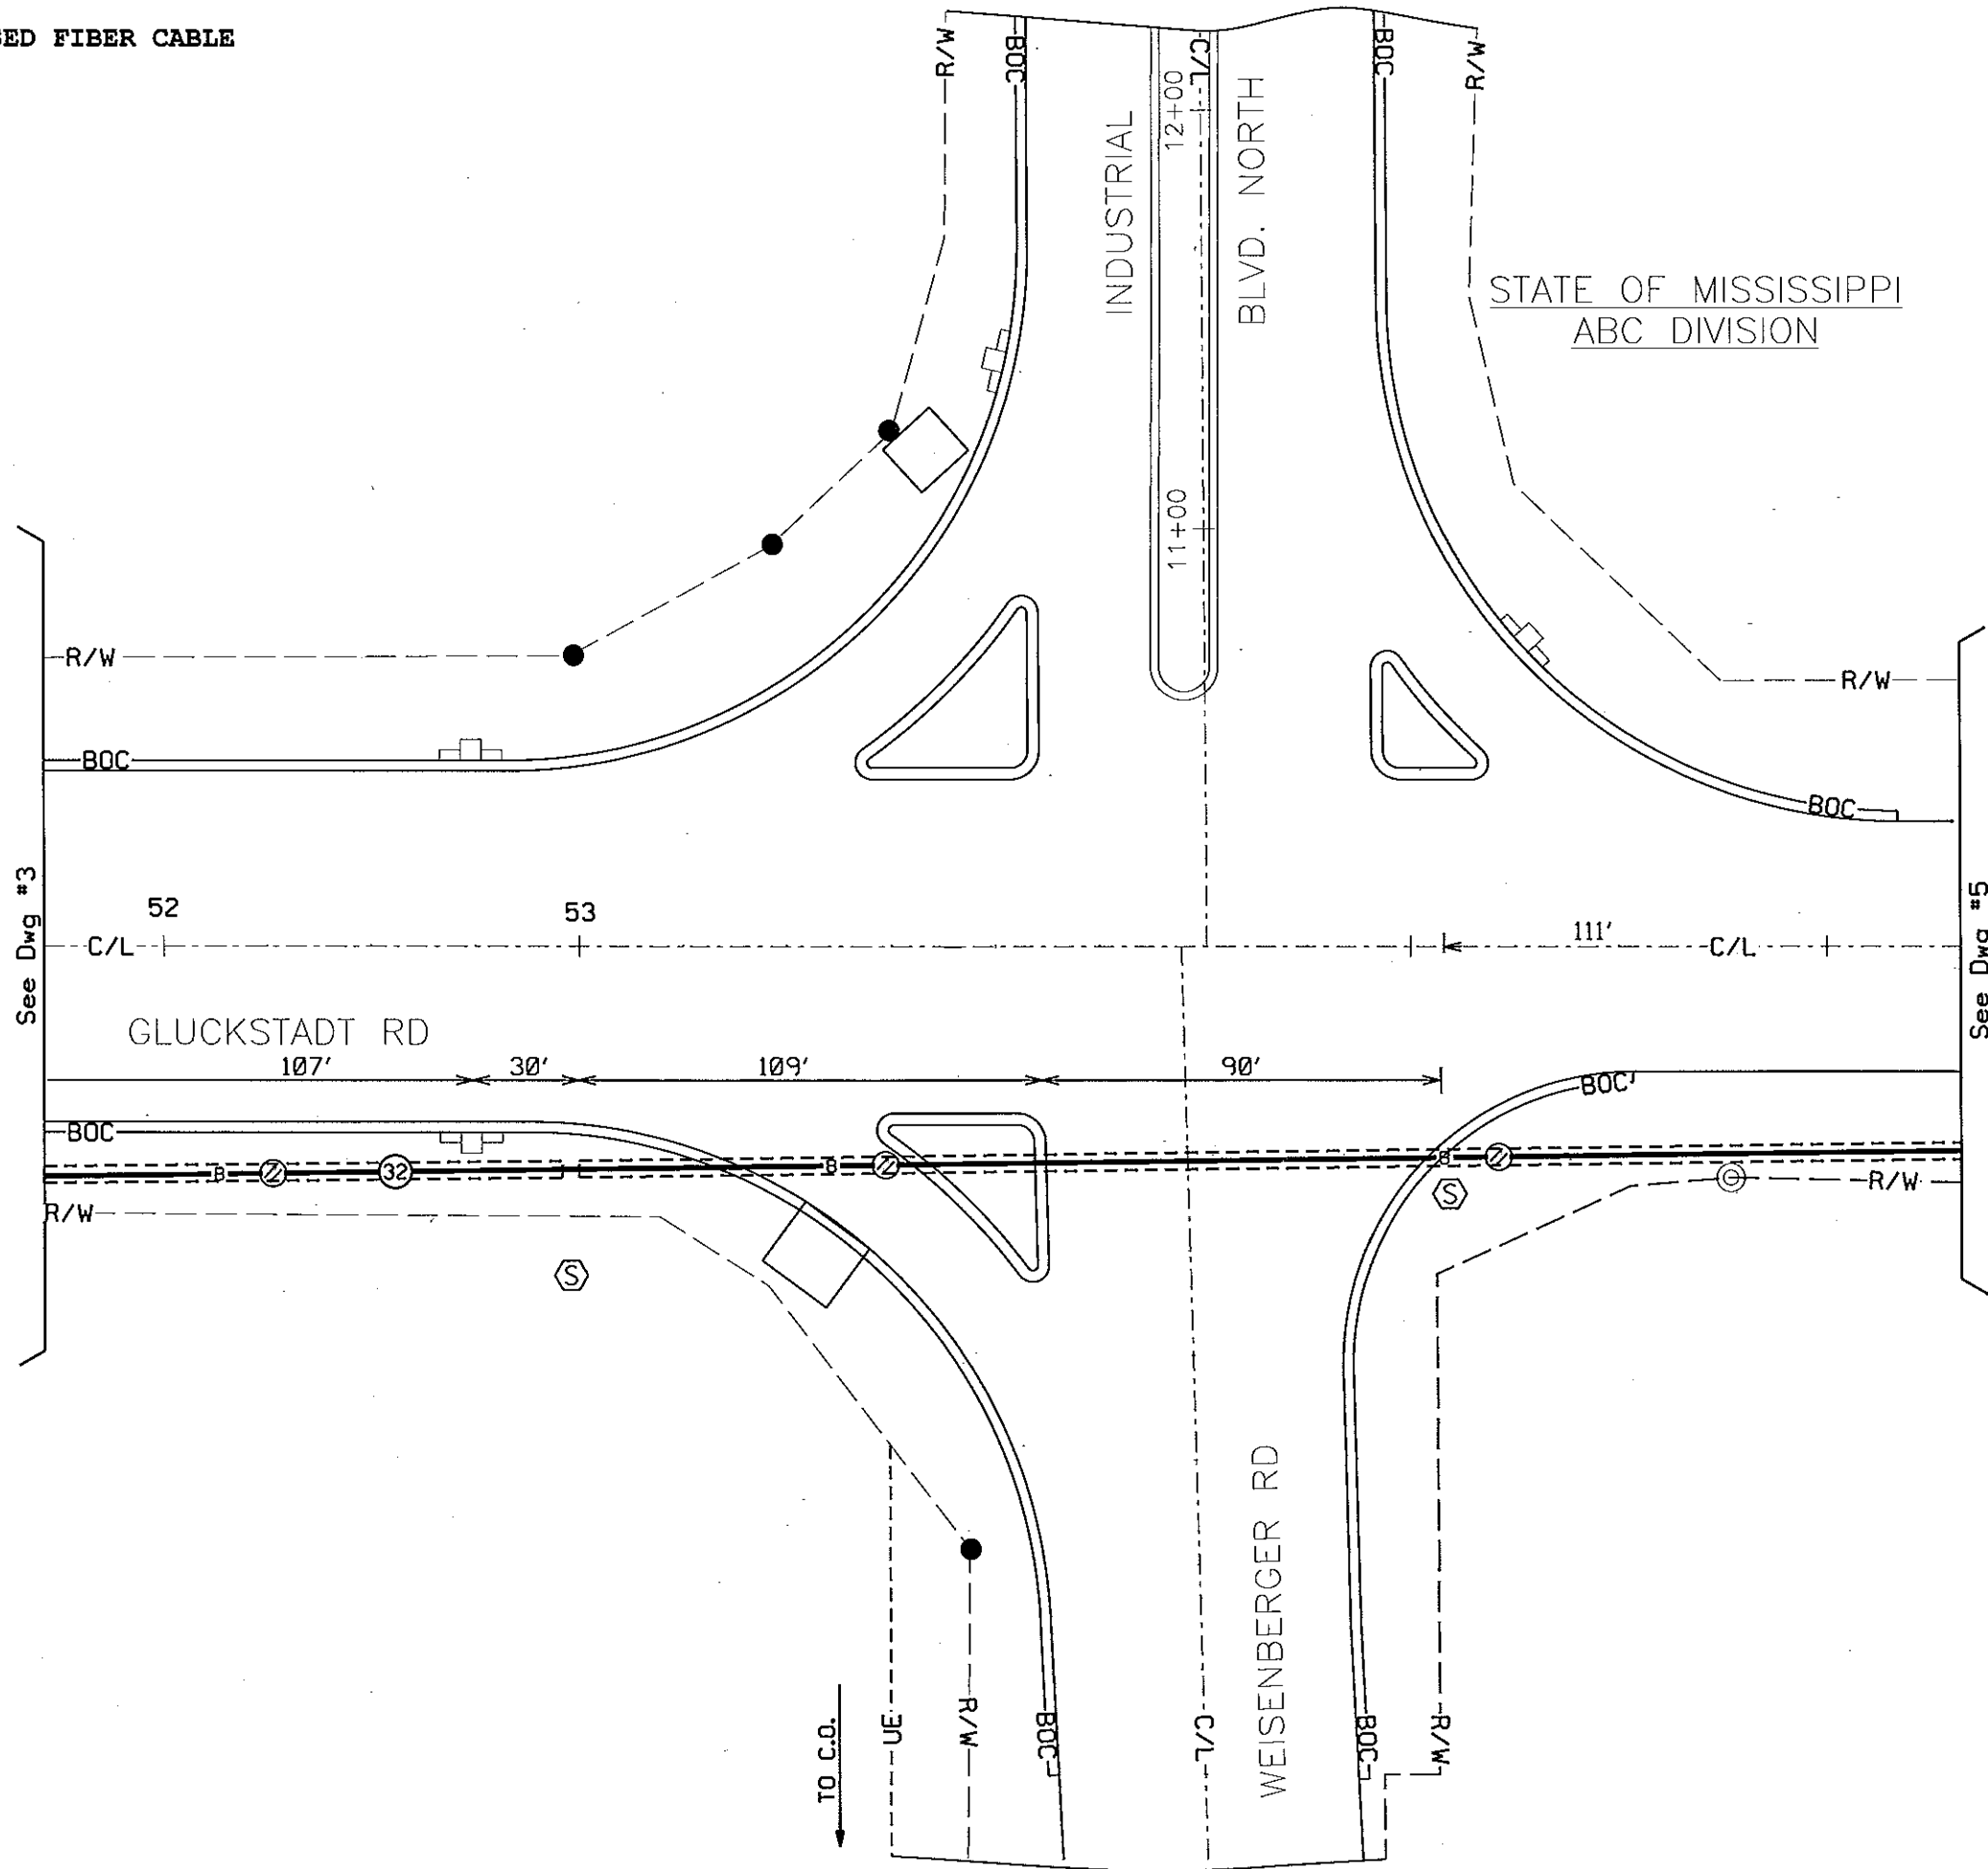 FIBER CABLE
R/W
BOC
C/L
BOC
R/W
12+00
INDUSTRIAL
BLVD. NORTH
STATE OF MISSISSIPPI
ABC DIVISION
11+00
R/W
R/W
BOC
BOC
See Dwg #3
52
53
C/L
111'
C/L
See Dwg #5
GLUCKSTADT RD
107'
30'
109'
90'
BOC
BOC
B
32
B
8
R/W
S
R/W
S
WEISENBERGER RD
TO C.O.
UE
R/W
BOC
C/L
BOC
R/W